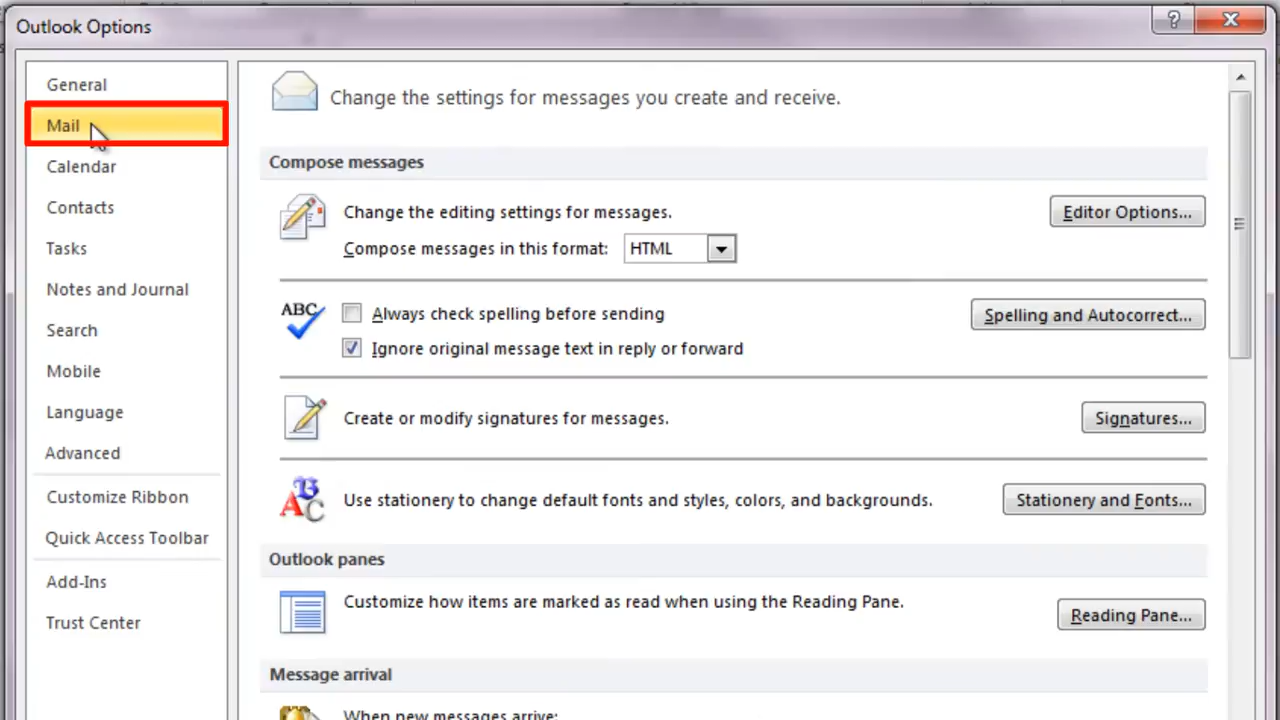 Outlook Options
General
Mail
Calendar
Contacts
Tasks
Notes and Journal
Search
Mobile
Language
Advanced
Customize Ribbon
Quick Access Toolbar
Add-Ins
Trust Center
Change the settings for messages you create and receive.
Compose messages
Change the editing settings for messages.
Editor Options...
Compose messages in this format: HTML
ABC
Always check spelling before sending
Spelling and Autocorrect...
Ignore original message text in reply or forward
Create or modify signatures for messages.
Signatures...
Use stationery to change default fonts and styles, colors, and backgrounds.
Stationery and Fonts...
Outlook panes
Customize how items are marked as read when using the Reading Pane.
Reading Pane...
Message arrival
When new messages arrive: